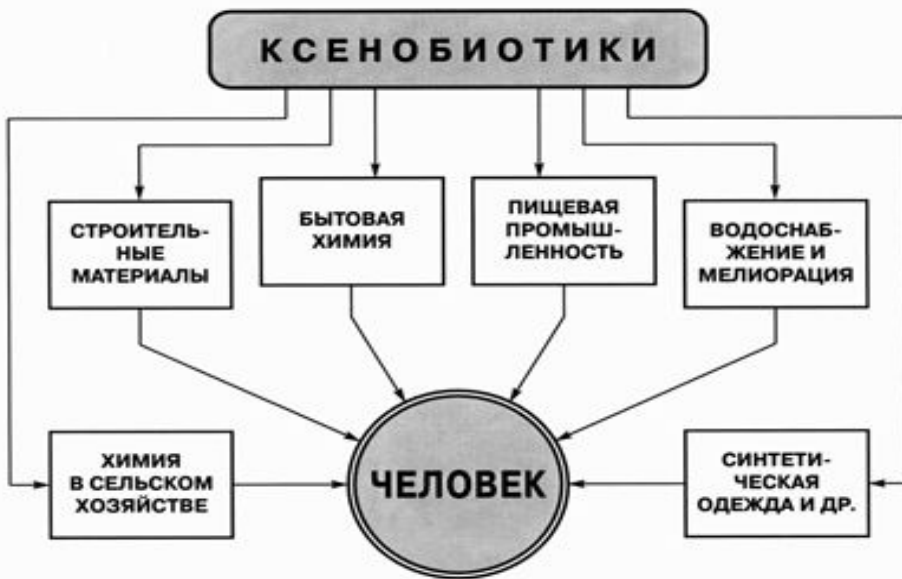 КСЕНОБИОТИКИ
СТРОИТЕЛЬ-
НЫЕ
МАТЕРИАЛЫ
БЫТОВАЯ
ХИМИЯ
ПИЩЕВАЯ
ПРОМЫШ-
ЛЕННОСТЬ
ВОДОСНАБ-
ЖЕНИЕ И
МЕЛИОРАЦИЯ
ХИМИЯ
В СЕЛЬСКОМ
ХОЗЯЙСТВЕ
ЧЕЛОВЕК
СИНТЕТИ-
ЧЕСКАЯ
ОДЕЖДА И ДР.